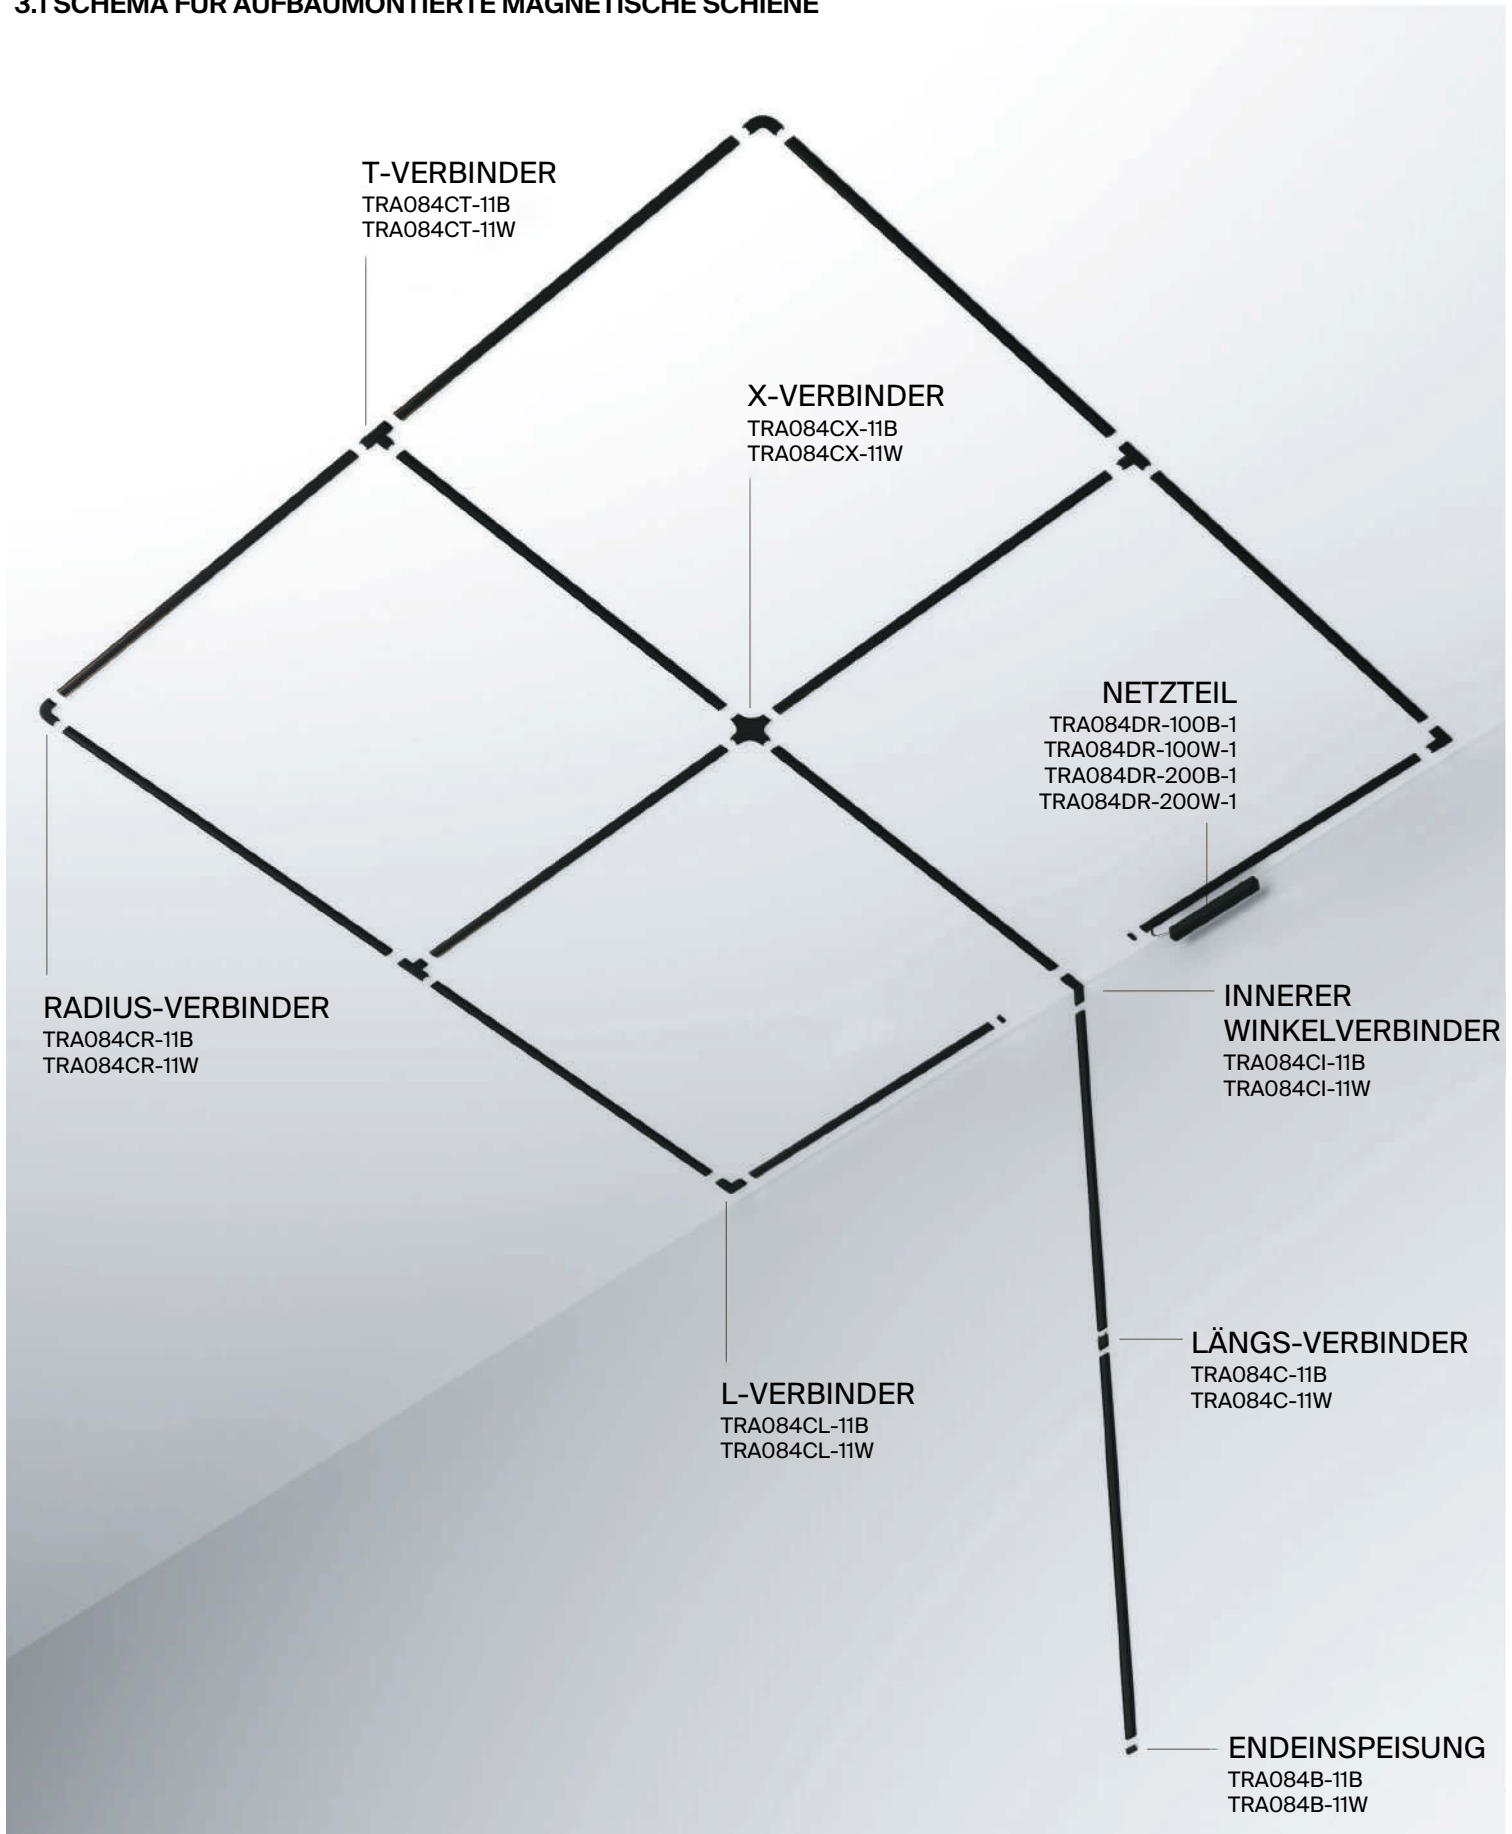 3.1 SCHEMA FÜR AUFBAUMONTIERTE MAGNETISCHE SCHIENE
T-VERBINDER
TRA084CT-11B
TRA084CT-11W
X-VERBINDER
TRA084CX-11B
TRA084CX-11W
NETZTEIL
TRA084DR-100B-1
TRA084DR-100W-1
TRA084DR-200B-1
TRA084DR-200W-1
RADIUS-VERBINDER
TRA084CR-11B
TRA084CR-11W
INNERER
WINKELVERBINDER
TRA084CI-11B
TRA084CI-11W
LÄNGS-VERBINDER
TRA084C-11B
TRA084C-11W
L-VERBINDER
TRA084CL-11B
TRA084CL-11W
ENDEINSPEISUNG
TRA084B-11B
TRA084B-11W